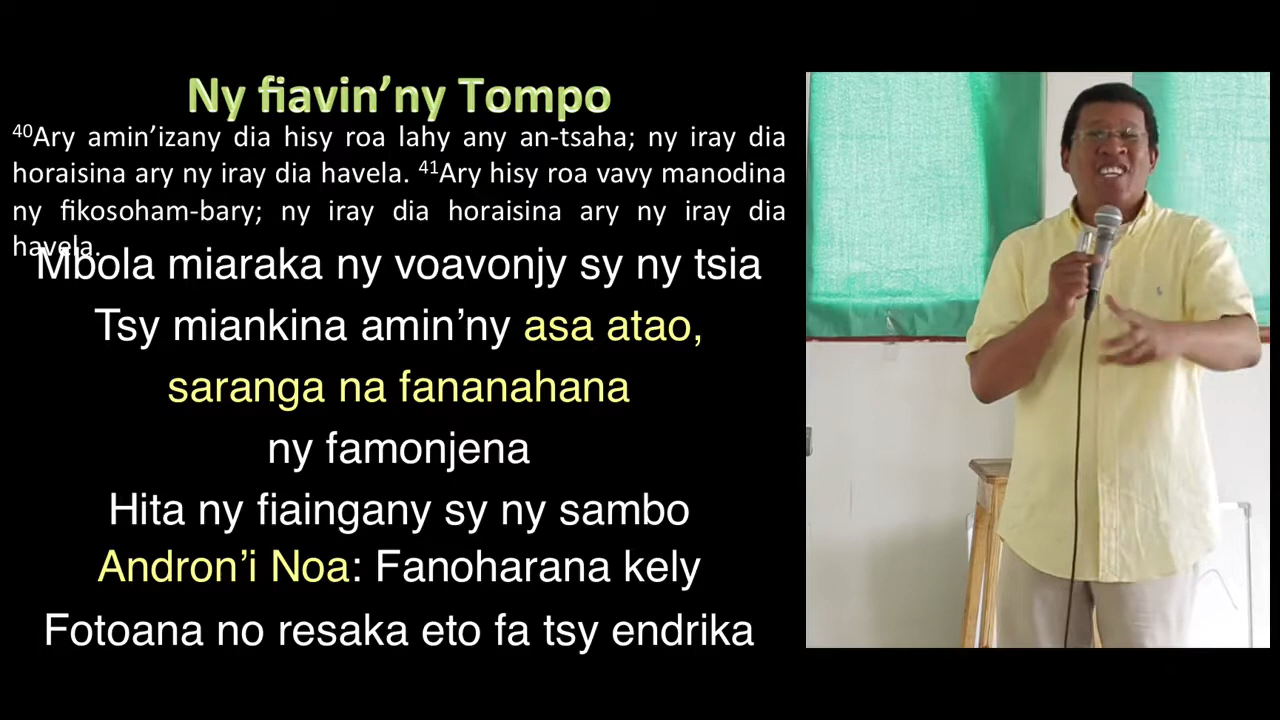 Ny fiavin’ny Tompo
⁴⁰Ary amin’izany dia hisy roa lahy any an-tsaha; ny iray dia
horaisina ary ny iray dia havela. ⁴¹Ary hisy roa vavy manodina
ny fikosoham-bary; ny iray dia horaisina ary ny iray dia
havela.
Mbola miaraka ny voavonjy sy ny tsia
Tsy miankina amin’ny asa atao,
saranga na fananahana
ny famonjena
Hita ny fiaingany sy ny sambo
Andron’i Noa: Fanoharana kely
Fotoana no resaka eto fa tsy endrika